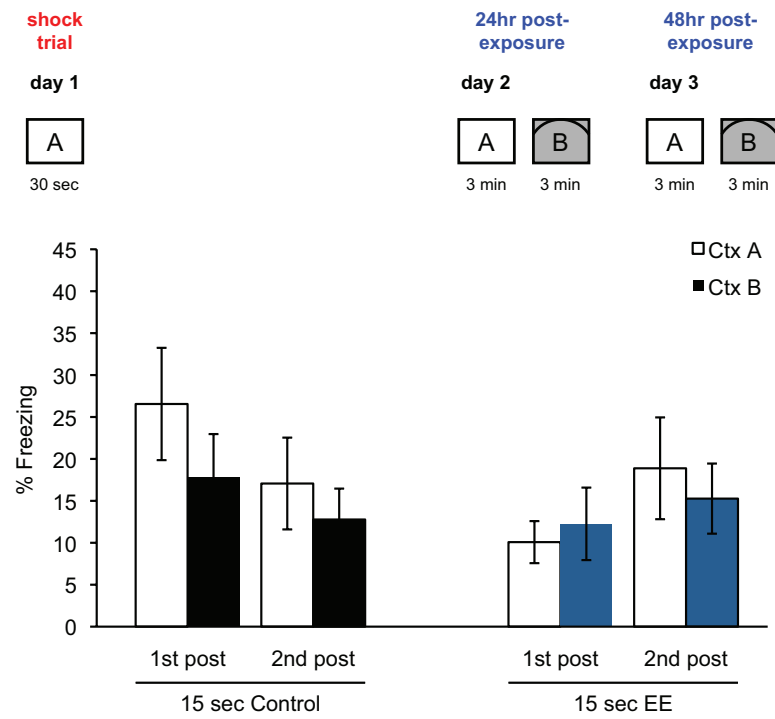 shock
trial
24hr post-
exposure
48hr post-
exposure
day 1
day 2
day 3
A
A
B
A
B
30 sec
3 min
3 min
3 min
3 min
Ctx A
Ctx B
% Freezing
45
40
35
30
25
20
15
10
5
0
1st post
2nd post
1st post
2nd post
15 sec Control
15 sec EE